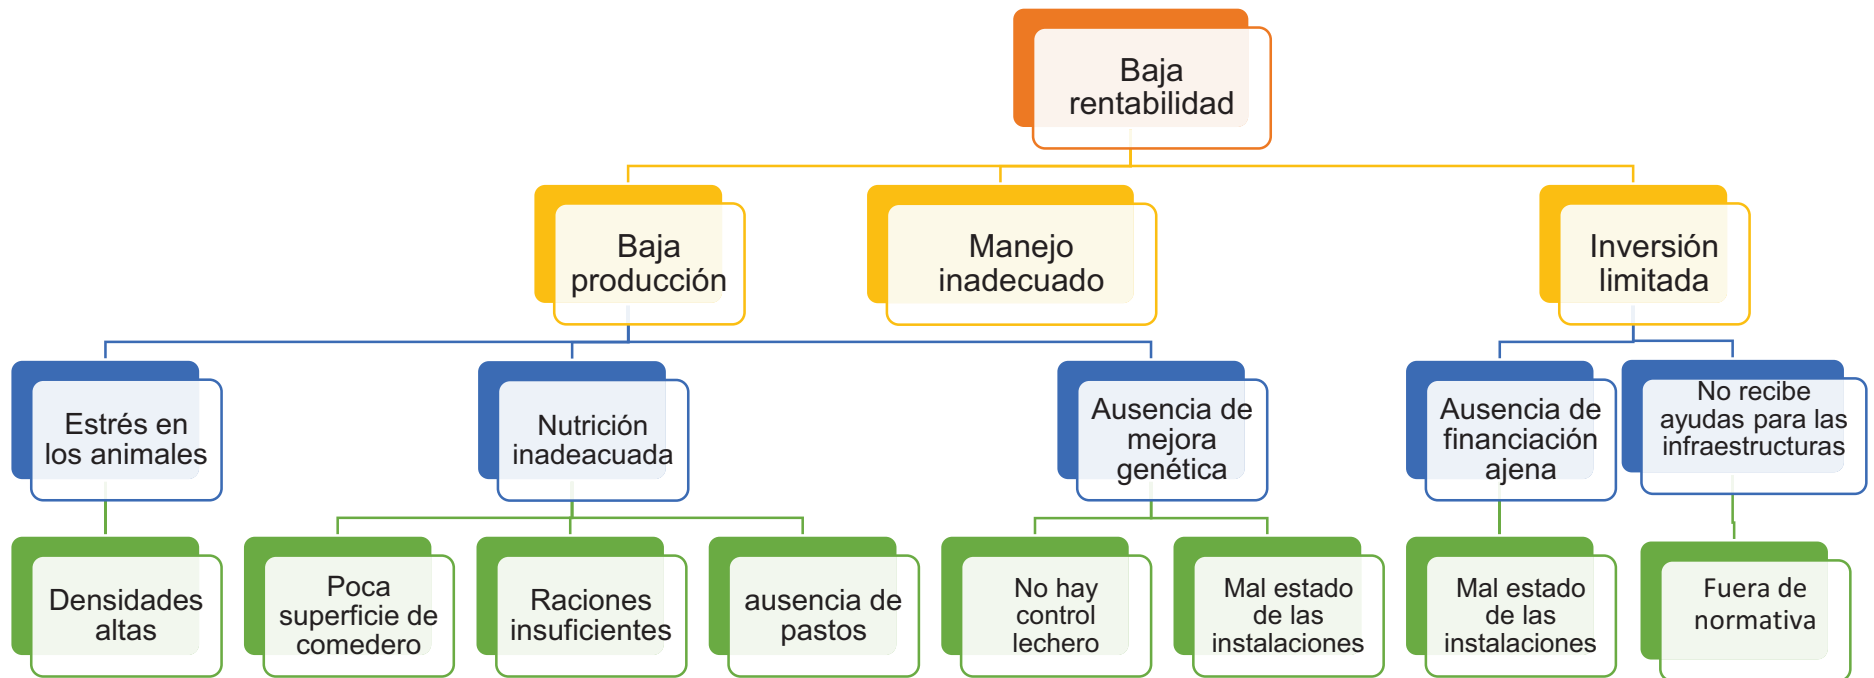 Baja
rentabilidad
Baja
producción
Manejo
inadecuado
Inversión
limitada
Estrés en
los animales
Nutrición
inadeacuada
Ausencia de
mejora
genética
Ausencia de
financiación
ajena
No recibe
ayudas para las
infraestructuras
Densidades
altas
Poca
superficie de
comedero
Raciones
insuficientes
ausencia de
pastos
No hay
control
lechero
Mal estado
de las
instalaciones
Mal estado
de las
instalaciones
Fuera de
normativa